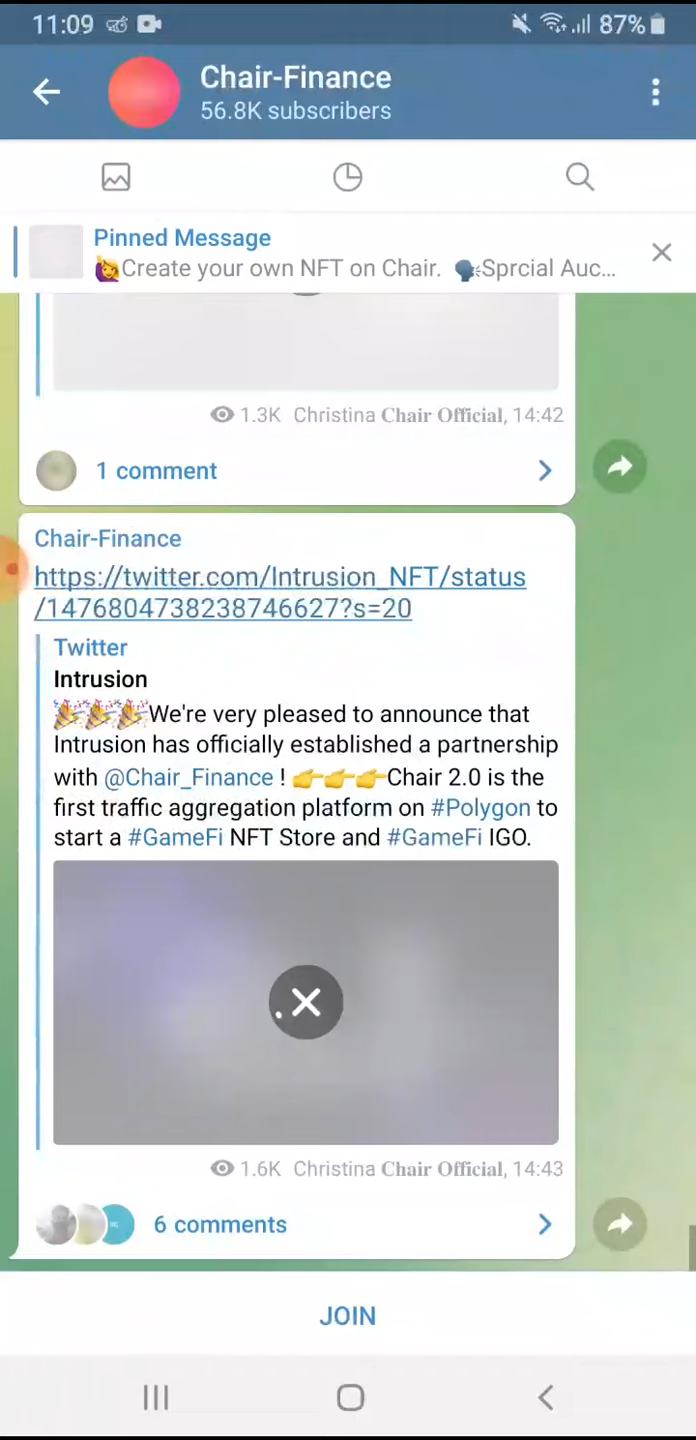 11:09
87%
Chair-Finance
56.8K subscribers
Pinned Message
🙋Create your own NFT on Chair. 🗣Sprcial Auc...
1.3K Christina Chair Official, 14:42
1 comment
Chair-Finance
https://twitter.com/Intrusion_NFT/status
/1476804738238746627?s=20
Twitter
Intrusion
🎉🎉🎉We're very pleased to announce that
Intrusion has officially established a partnership
with @Chair_Finance ! 👉👉👉Chair 2.0 is the
first traffic aggregation platform on #Polygon to
start a #GameFi NFT Store and #GameFi IGO.
1.6K Christina Chair Official, 14:43
6 comments
JOIN